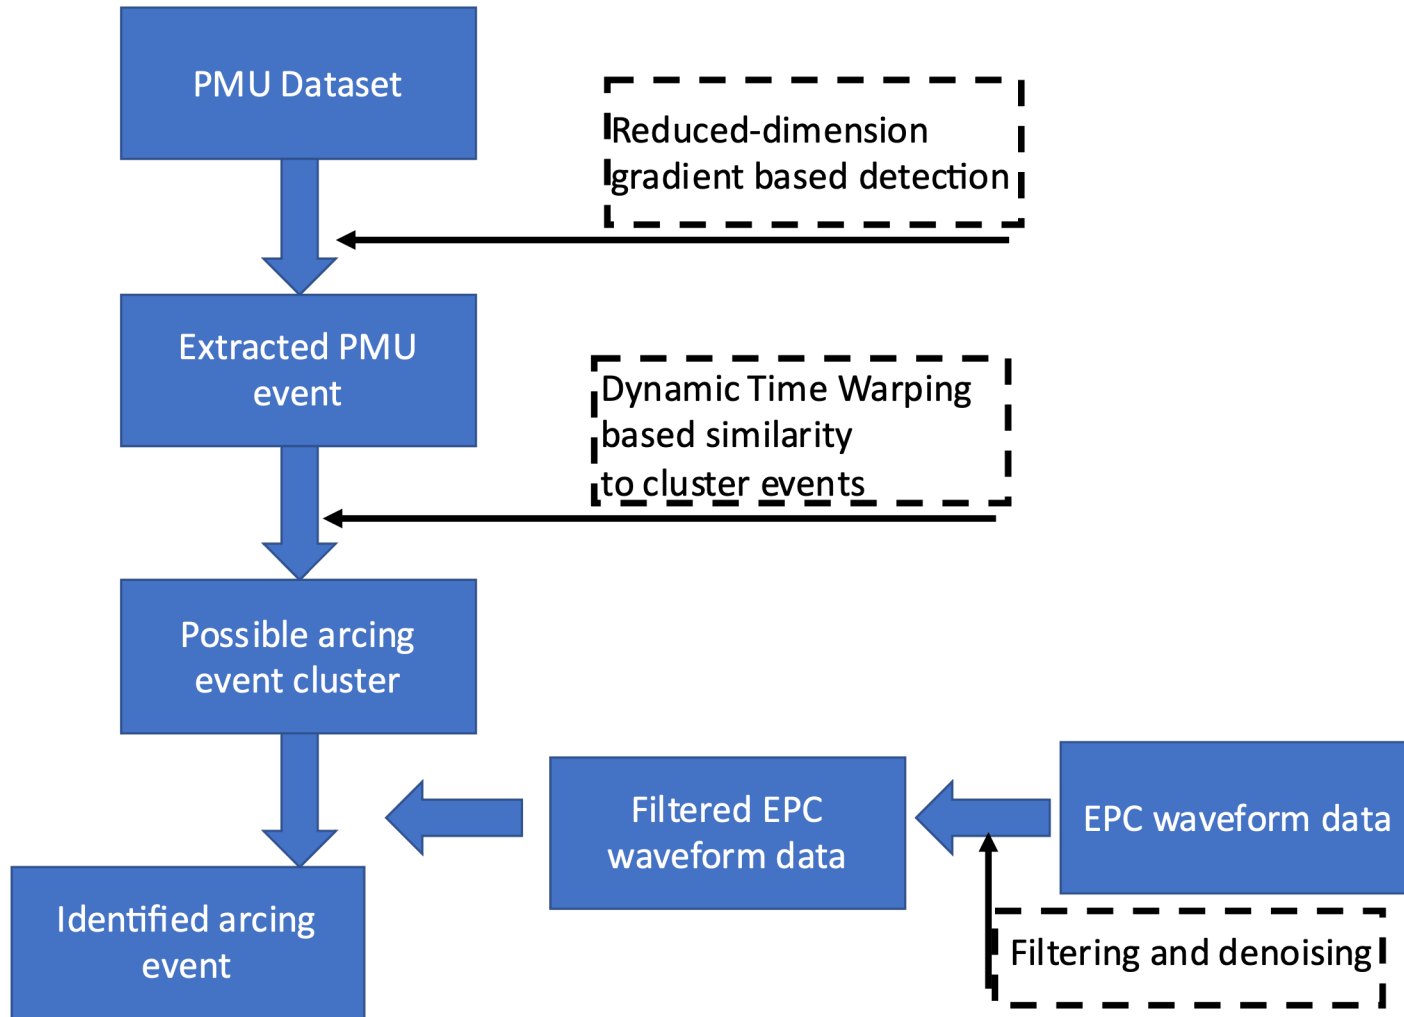 PMU Dataset
Reduced-dimension
gradient based detection
Extracted PMU
event
Dynamic Time Warping
based similarity
to cluster events
Possible arcing
event cluster
Filtered EPC
waveform data
EPC waveform data
Identified arcing
event
Filtering and denoising